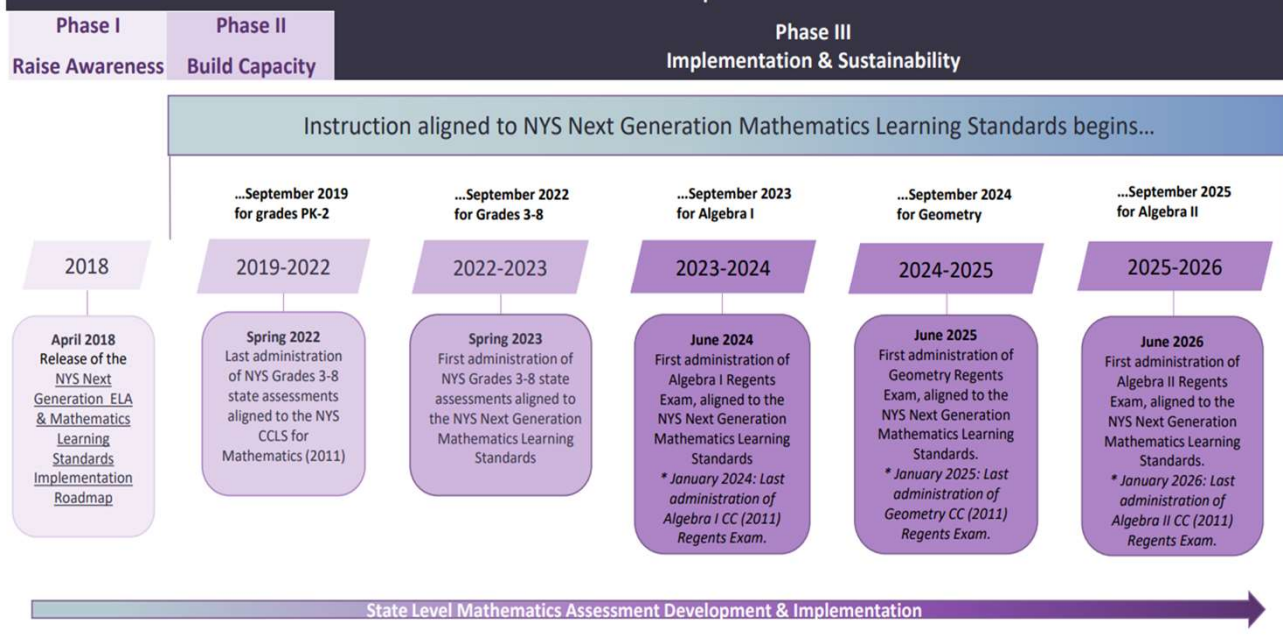 Phase I
Raise Awareness
Phase II
Build Capacity
Phase III
Implementation & Sustainability
Instruction aligned to NYS Next Generation Mathematics Learning Standards begins...
...September 2019
for grades PK-2
...September 2022
for Grades 3-8
...September 2023
for Algebra I
...September 2024
for Geometry
...September 2025
for Algebra II
2018
2019-2022
2022-2023
2023-2024
2024-2025
2025-2026
April 2018
Release of the
NYS Next
Generation ELA
& Mathematics
Learning
Standards
Implementation
Roadmap
Spring 2022
Last administration
of NYS Grades 3-8
state assessments
aligned to the NYS
CCLS for
Mathematics (2011)
Spring 2023
First administration of
NYS Grades 3-8 state
assessments aligned to
the NYS Next Generation
Mathematics Learning
Standards
June 2024
First administration of
Algebra I Regents
Exam, aligned to the
NYS Next Generation
Mathematics Learning
Standards
* January 2024: Last
administration of
Algebra I CC (2011)
Regents Exam.
June 2025
First administration of
Geometry Regents
Exam, aligned to the
NYS Next Generation
Mathematics Learning
Standards.
* January 2025: Last
administration of
Geometry CC (2011)
Regents Exam.
June 2026
First administration of
Algebra II Regents
Exam, aligned to the
NYS Next Generation
Mathematics Learning
Standards.
* January 2026: Last
administration of
Algebra II CC (2011)
Regents Exam.
State Level Mathematics Assessment Development & Implementation